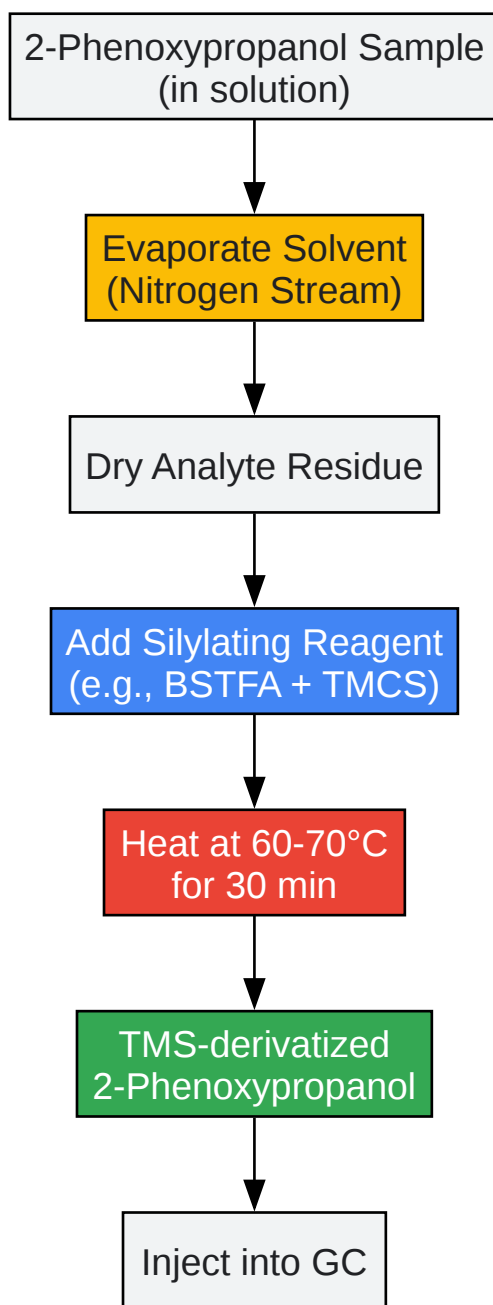 2-Phenoxypropanol Sample
(in solution)
Evaporate Solvent
(Nitrogen Stream)
Dry Analyte Residue
Add Silylating Reagent
(e.g., BSTFA + TMCS)
Heat at 60-70°C
for 30 min
TMS-derivatized
2-Phenoxypropanol
Inject into GC